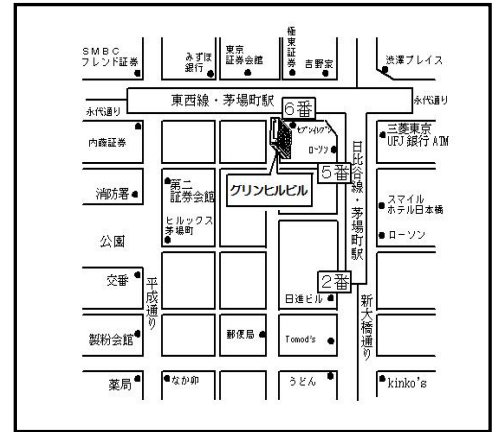 SMBC
フレンド証券
みずほ
銀行
東京
証券会館
極東証券
吉野家
渋澤プレイス
永代通り
東西線・茅場町駅
永代通り
6番
内藤証券
セブンイレブン
ローソン
三菱東京
UFJ銀行ATM
5番
日比谷線・茅場町駅
消防署
第二
証券会館
グリンヒルビル
スマイル
ホテル日本橋
ヒルックス
茅場町
ローソン
公園
2番
交番
平成通り
日進ビル
新大橋通り
製粉会館
郵便局
Tomod's
薬局
なか卯
うどん
kinko's